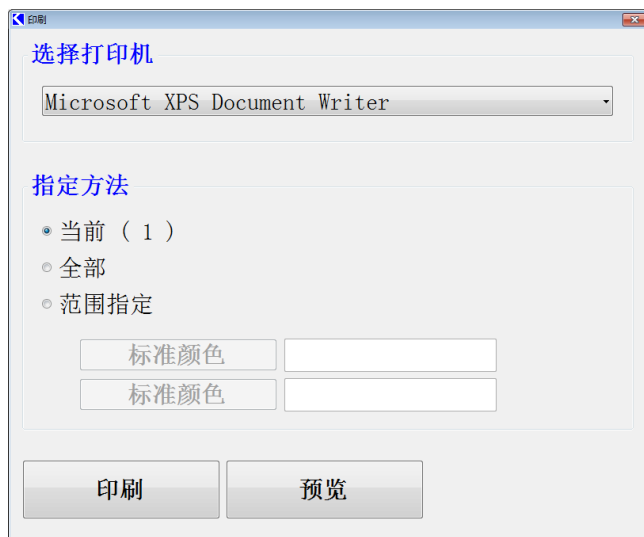 印刷
选择打印机
Microsoft XPS Document Writer
指定方法
当前 ( 1 )
全部
范围指定
标准颜色
标准颜色
印刷 预览